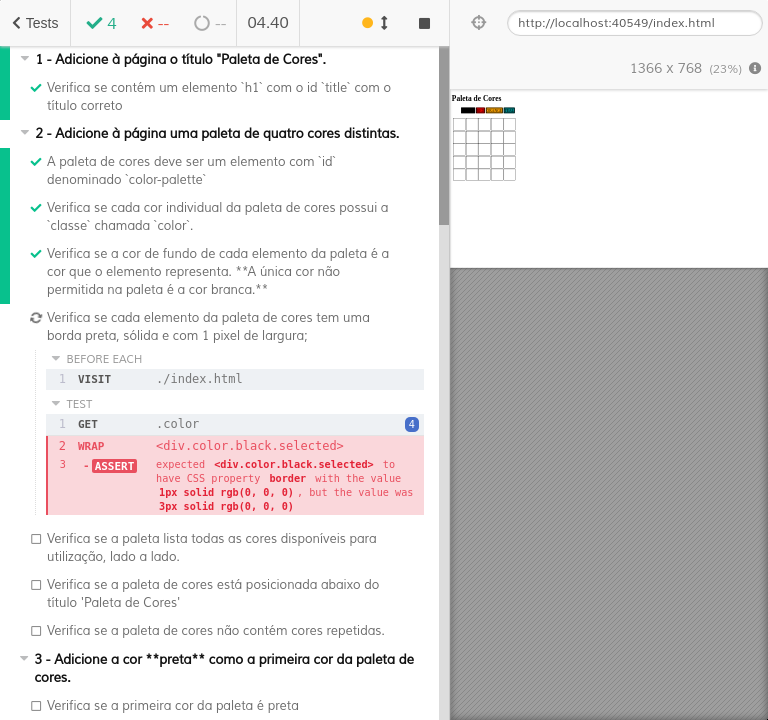 Tests
4
--
--
04.40
http://localhost:40549/index.html
1366 x 768 (23%)
1 - Adicione à página o título "Paleta de Cores".
Verifica se contém um elemento `h1` com o id `title` com o
título correto
2 - Adicione à página uma paleta de quatro cores distintas.
A paleta de cores deve ser um elemento com `id`
denominado `color-palette`
Verifica se cada cor individual da paleta de cores possui a
`classe` chamada `color`.
Verifica se a cor de fundo de cada elemento da paleta é a
cor que o elemento representa. **A única cor não
permitida na paleta é a cor branca.**
Verifica se cada elemento da paleta de cores tem uma
borda preta, sólida e com 1 pixel de largura;
BEFORE EACH
1 VISIT ./index.html
TEST
1 GET .color 4
2 WRAP <div.color.black.selected>
3 - ASSERT expected <div.color.black.selected> to
have CSS property border with the value
1px solid rgb(0, 0, 0) , but the value was
3px solid rgb(0, 0, 0)
Verifica se a paleta lista todas as cores disponíveis para
utilização, lado a lado.
Verifica se a paleta de cores está posicionada abaixo do
título 'Paleta de Cores'
Verifica se a paleta de cores não contém cores repetidas.
3 - Adicione a cor **preta** como a primeira cor da paleta de
cores.
Verifica se a primeira cor da paleta é preta
Paleta de Cores